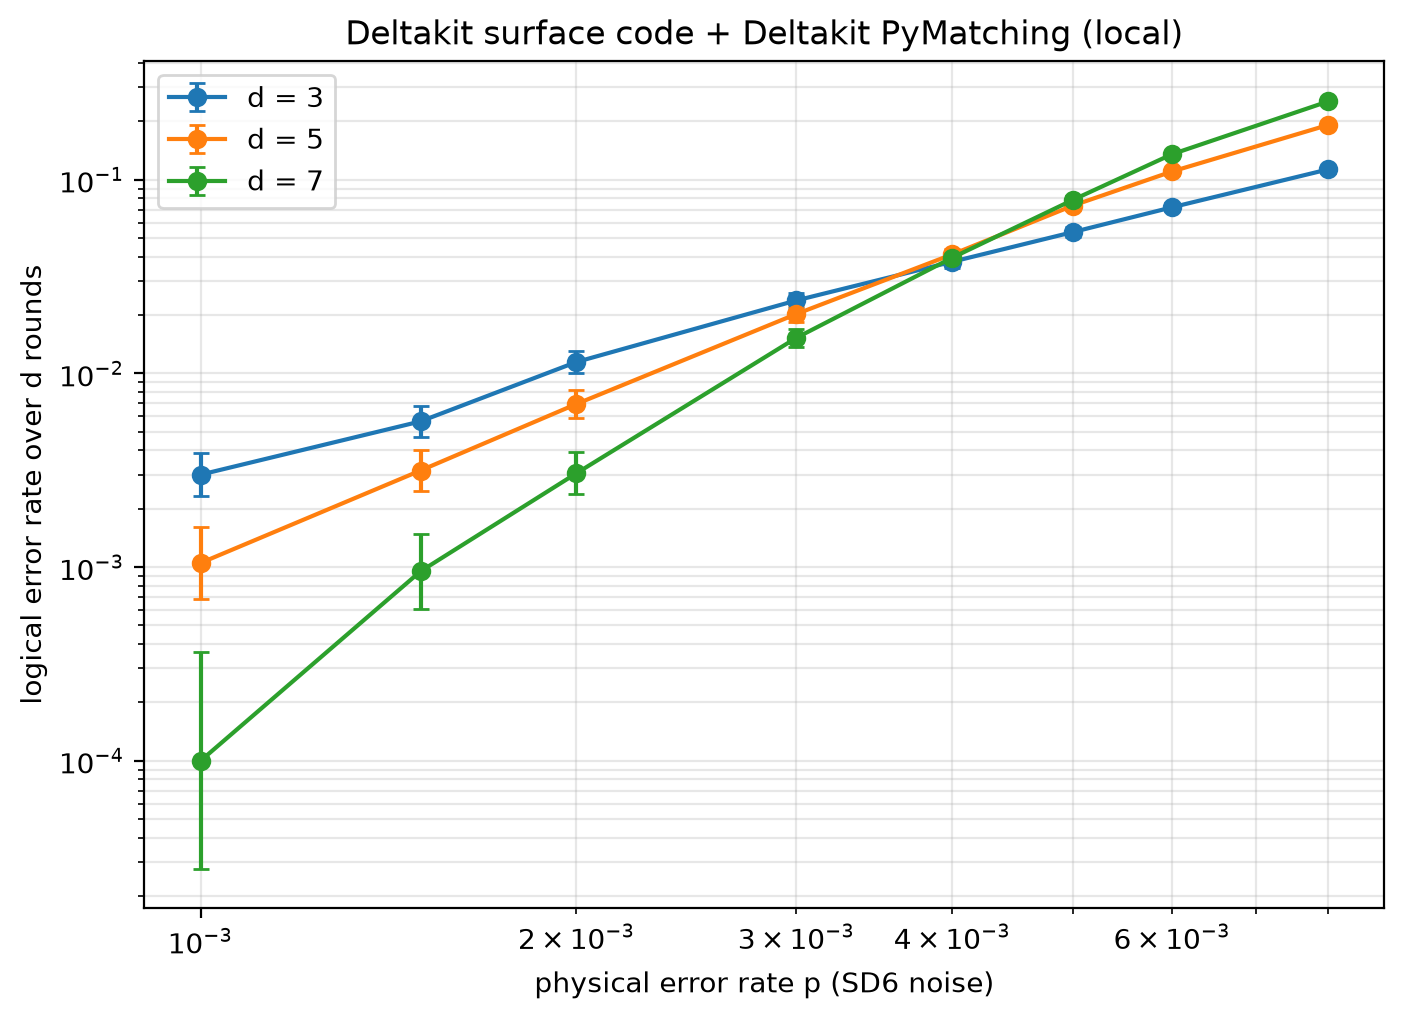 Deltakit surface code + Deltakit PyMatching (local)
d = 3
d = 5
d = 7
logical error rate over d rounds
10⁻¹
10⁻²
10⁻³
10⁻⁴
10⁻³ 2 × 10⁻³ 3 × 10⁻³ 4 × 10⁻³ 6 × 10⁻³
physical error rate p (SD6 noise)